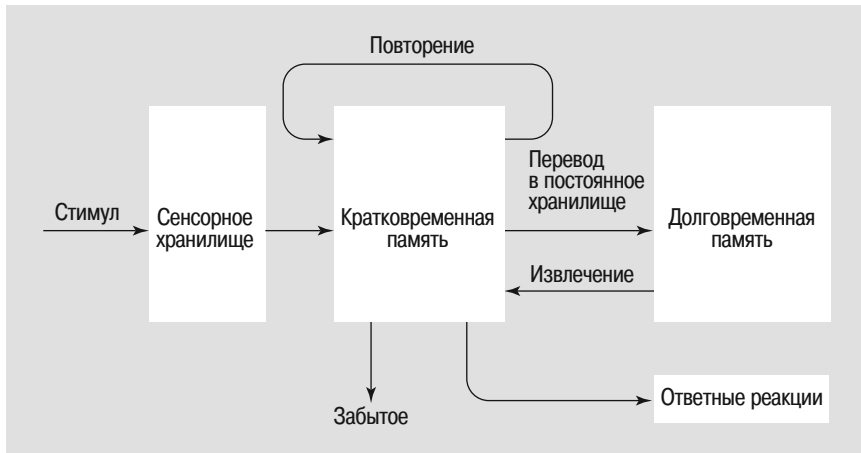 Повторение
Стимул
Сенсорное
хранилище
Кратковременная
память
Перевод
в постоянное
хранилище
Долговременная
память
Извлечение
Забытое
Ответные реакции